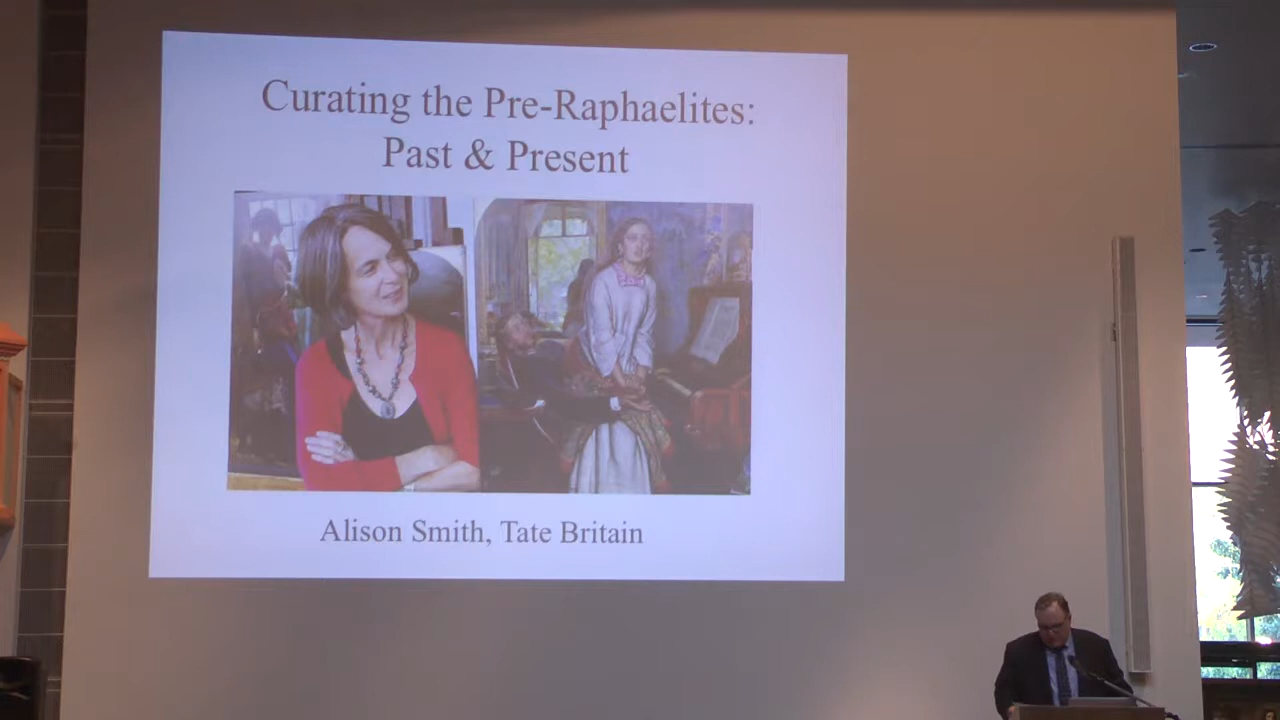 Curating the Pre-Raphaelites:
Past & Present
Alison Smith, Tate Britain